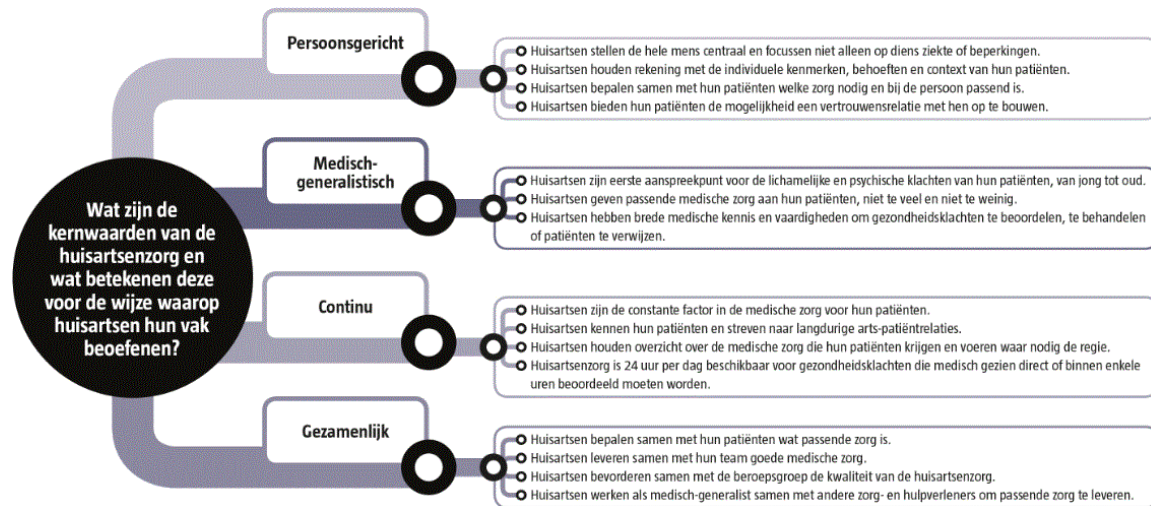 Wat zijn de
kernwaarden van de
huisartsenzorg en
wat betekenen deze
voor de wijze waarop
huisartsen hun vak
beoefenen?
Persoonsgericht
Huisartsen stellen de hele mens centraal en focussen niet alleen op diens ziekte of beperkingen.
Huisartsen houden rekening met de individuele kenmerken, behoeften en context van hun patiënten.
Huisartsen bepalen samen met hun patiënten welke zorg nodig en bij de persoon passend is.
Huisartsen bieden hun patiënten de mogelijkheid een vertrouwensrelatie met hen op te bouwen.
Medisch-
generalistisch
Huisartsen zijn eerste aanspreekpunt voor de lichamelijke en psychische klachten van hun patiënten, van jong tot oud.
Huisartsen geven passende medische zorg aan hun patiënten, niet te veel en niet te weinig.
Huisartsen hebben brede medische kennis en vaardigheden om gezondheidsklachten te beoordelen, te behandelen
of patiënten te verwijzen.
Continu
Huisartsen zijn de constante factor in de medische zorg voor hun patiënten.
Huisartsen kennen hun patiënten en streven naar langdurige arts-patiëntrelaties.
Huisartsen houden overzicht over de medische zorg die hun patiënten krijgen en voeren waar nodig de regie.
Huisartsenzorg is 24 uur per dag beschikbaar voor gezondheidsklachten die medisch gezien direct of binnen enkele
uren beoordeeld moeten worden.
Gezamenlijk
Huisartsen bepalen samen met hun patiënten wat passende zorg is.
Huisartsen leveren samen met hun team goede medische zorg.
Huisartsen bevorderen samen met de beroepsgroep de kwaliteit van de huisartsenzorg.
Huisartsen werken als medisch-generalist samen met andere zorg- en hulpverleners om passende zorg te leveren.